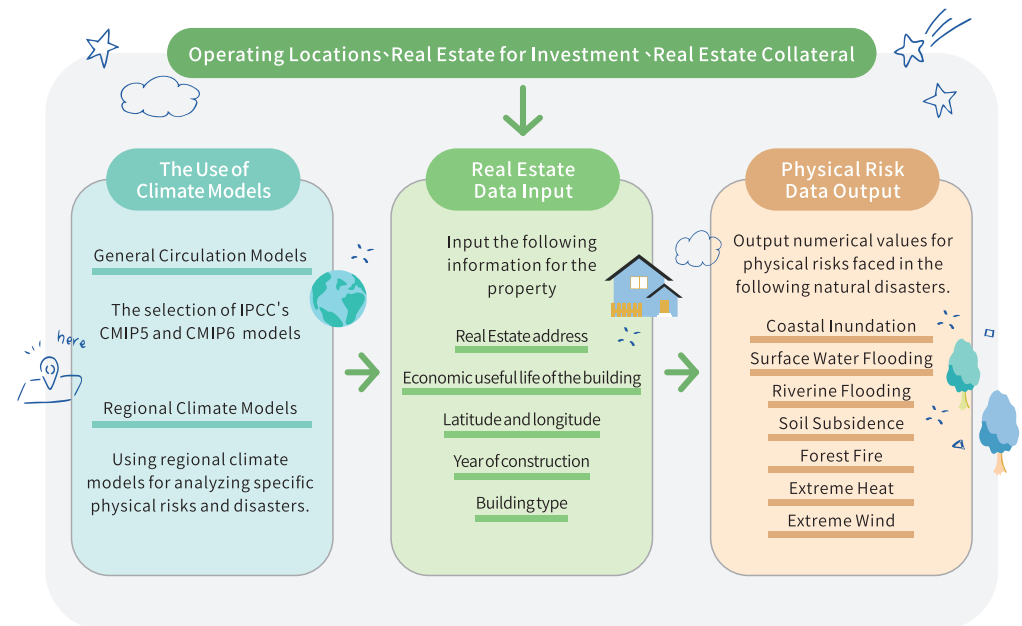 Operating Locations、Real Estate for Investment 、Real Estate Collateral
The Use of
Climate Models
General Circulation Models
The selection of IPCC's
CMIP5 and CMIP6 models
here
Regional Climate Models
Using regional climate
models for analyzing specific
physical risks and disasters.
Real Estate
Data Input
Input the following
information for the
property
Real Estate address
Economic useful life of the building
Latitude and longitude
Year of construction
Building type
Physical Risk
Data Output
Output numerical values for
physical risks faced in the
following natural disasters.
Coastal Inundation
Surface Water Flooding
Riverine Flooding
Soil Subsidence
Forest Fire
Extreme Heat
Extreme Wind